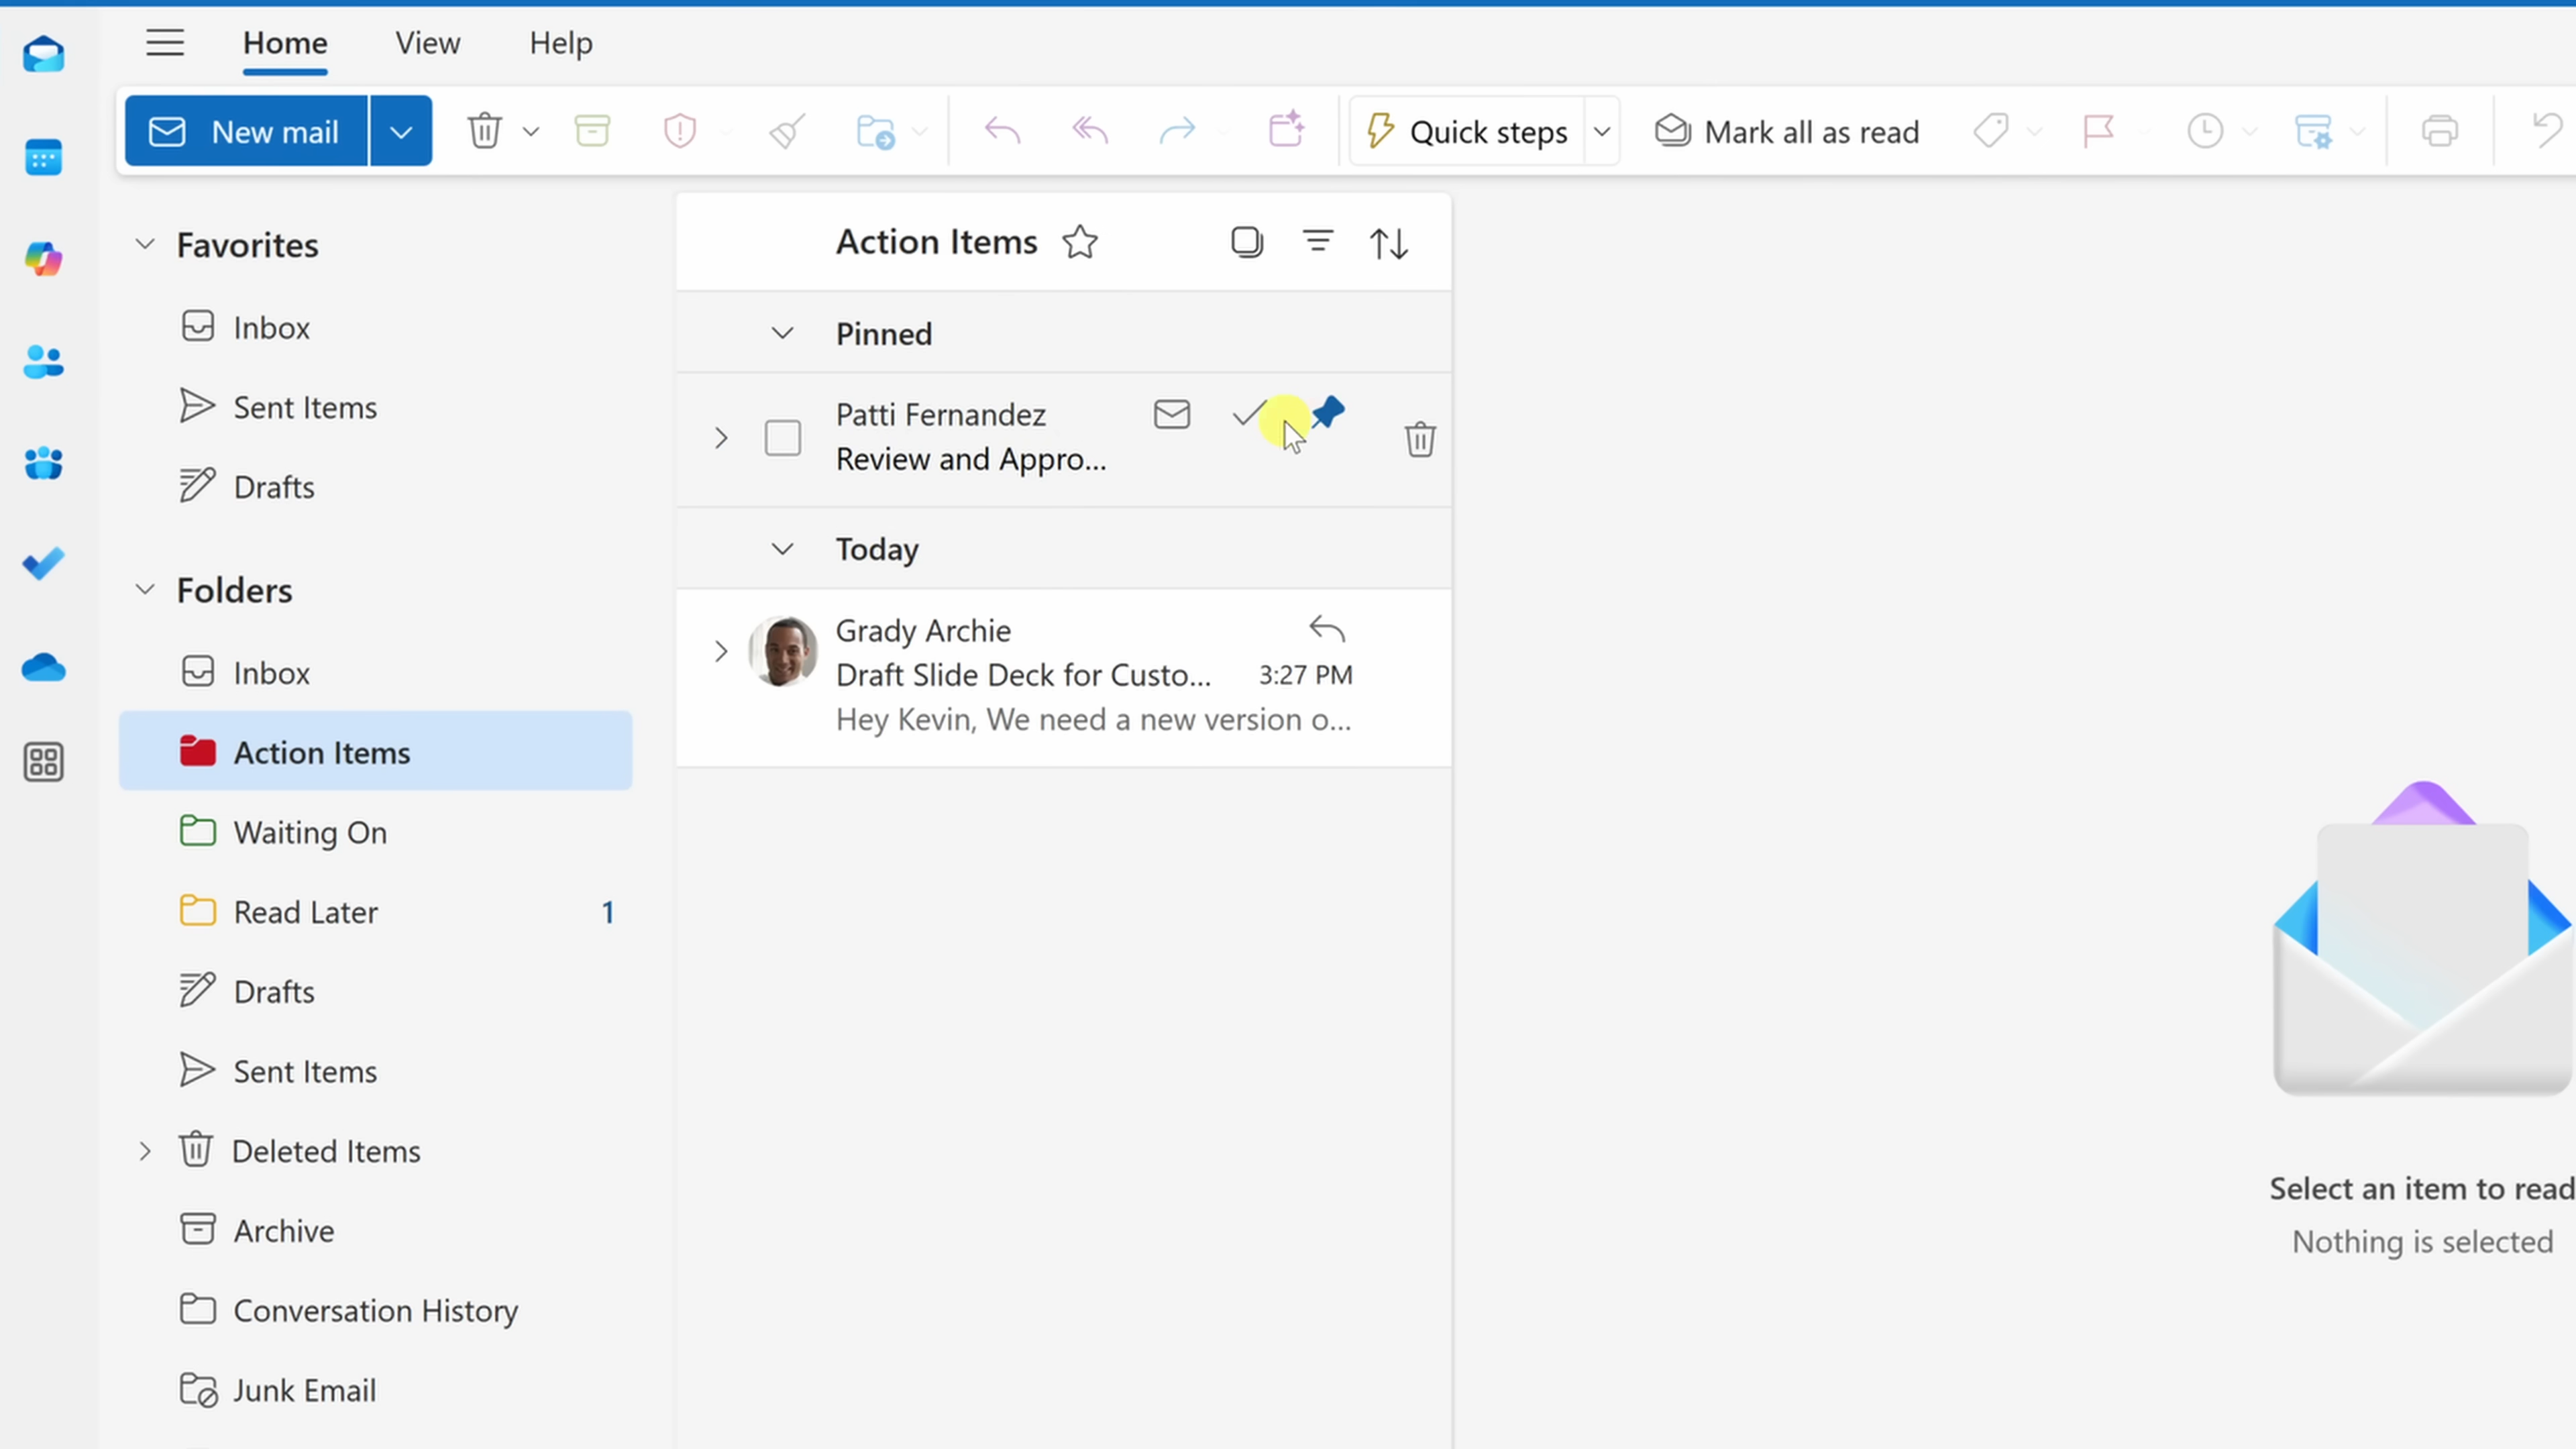 Home View Help
New mail Quick steps Mark all as read
Favorites
Inbox
Sent Items
Drafts
Folders
Inbox
Action Items
Waiting On
Read Later 1
Drafts
Sent Items
Deleted Items
Archive
Conversation History
Junk Email
Action Items
Pinned
Patti Fernandez
Review and Appro...
Today
Grady Archie
Draft Slide Deck for Custo... 3:27 PM
Hey Kevin, We need a new version o...
Select an item to read
Nothing is selected